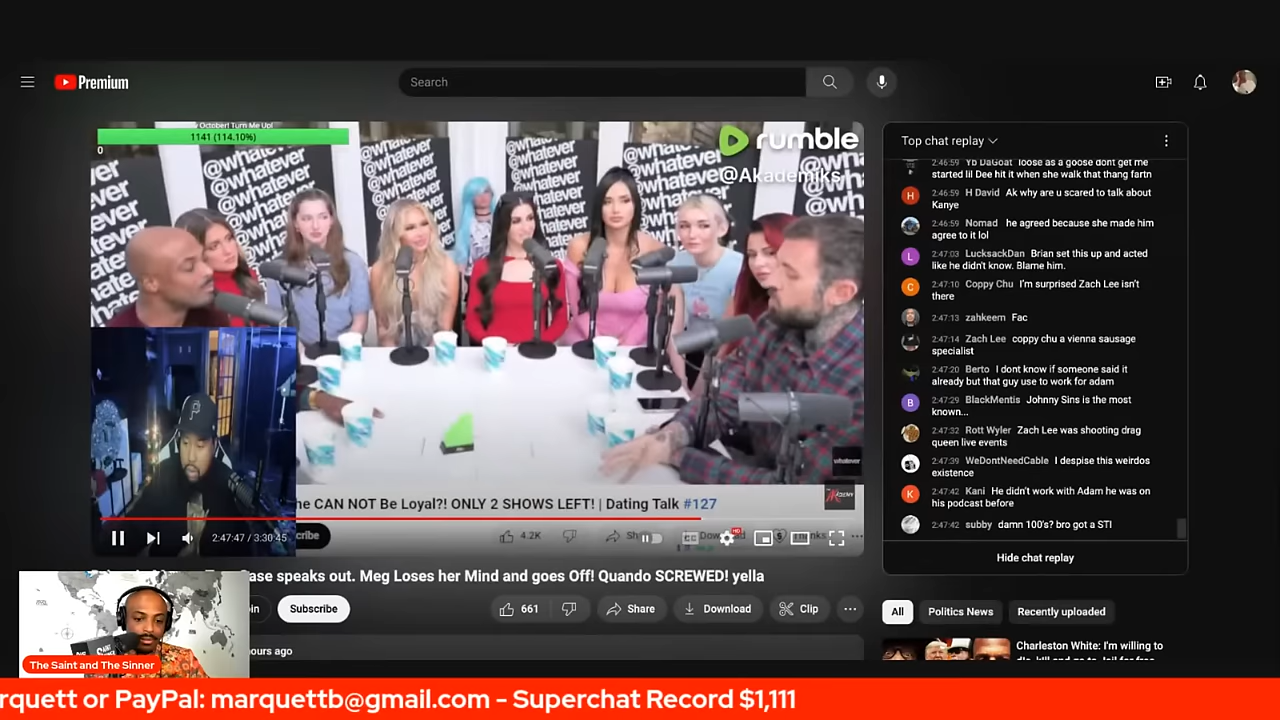 Premium
Search
y October! Turn Me Up!
1141 (114.10%)
0
rumble
@Akademiks
@whatever
@whatever
@whatever
@whatever
whatever
he CAN NOT Be Loyal?! ONLY 2 SHOWS LEFT! | Dating Talk #127
2:47:47 / 3:30:45
cribe
4.2K
Sh
Dow
ase speaks out. Meg Loses her Mind and goes Off! Quando SCREWED! yella
oin
Subscribe
661
Share
Download
Clip
ours ago
Top chat replay
2:46:59 Yb DaGoat loose as a goose dont get me
started lil Dee hit it when she walk that thang fartn
H
2:46:59 H David Ak why are u scared to talk about
Kanye
2:46:59 Nomad he agreed because she made him
agree to it lol
L
2:47:03 LucksackDan Brian set this up and acted
like he didn't know. Blame him.
C
2:47:10 Coppy Chu I'm surprised Zach Lee isn't
there
2:47:13 zahkeem Fac
2:47:14 Zach Lee coppy chu a vienna sausage
specialist
2:47:20 Berto I dont know if someone said it
already but that guy use to work for adam
B
2:47:29 BlackMentis Johnny Sins is the most
known...
2:47:32 Rott Wyler Zach Lee was shooting drag
queen live events
2:47:39 WeDontNeedCable I despise this weirdos
existence
K
2:47:42 Kani He didn't work with Adam he was on
his podcast before
2:47:42 subby damn 100's? bro got a STI
Hide chat replay
All
Politics News
Recently uploaded
Charleston White: I'm willing to
The Saint and The Sinner
rquett or PayPal: marquettb@gmail.com - Superchat Record $1,111